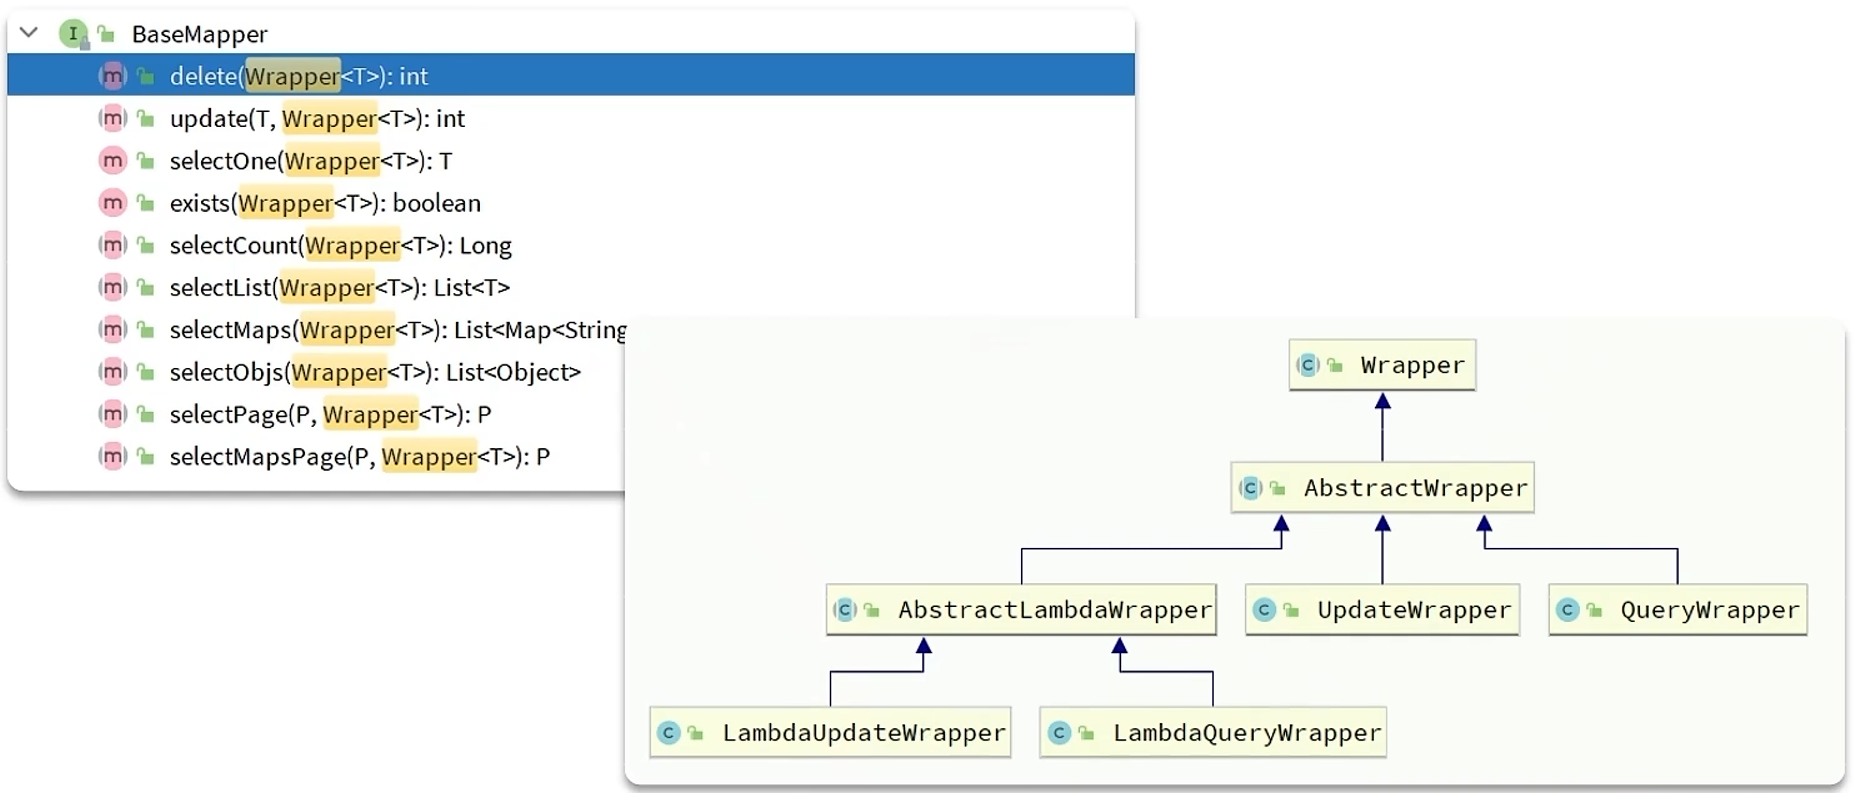 BaseMapper
delete(Wrapper<T>): int
update(T, Wrapper<T>): int
selectOne(Wrapper<T>): T
exists(Wrapper<T>): boolean
selectCount(Wrapper<T>): Long
selectList(Wrapper<T>): List<T>
selectMaps(Wrapper<T>): List<Map<String
selectObjs(Wrapper<T>): List<Object>
selectPage(P, Wrapper<T>): P
selectMapsPage(P, Wrapper<T>): P
Wrapper
AbstractWrapper
AbstractLambdaWrapper
UpdateWrapper
QueryWrapper
LambdaUpdateWrapper
LambdaQueryWrapper